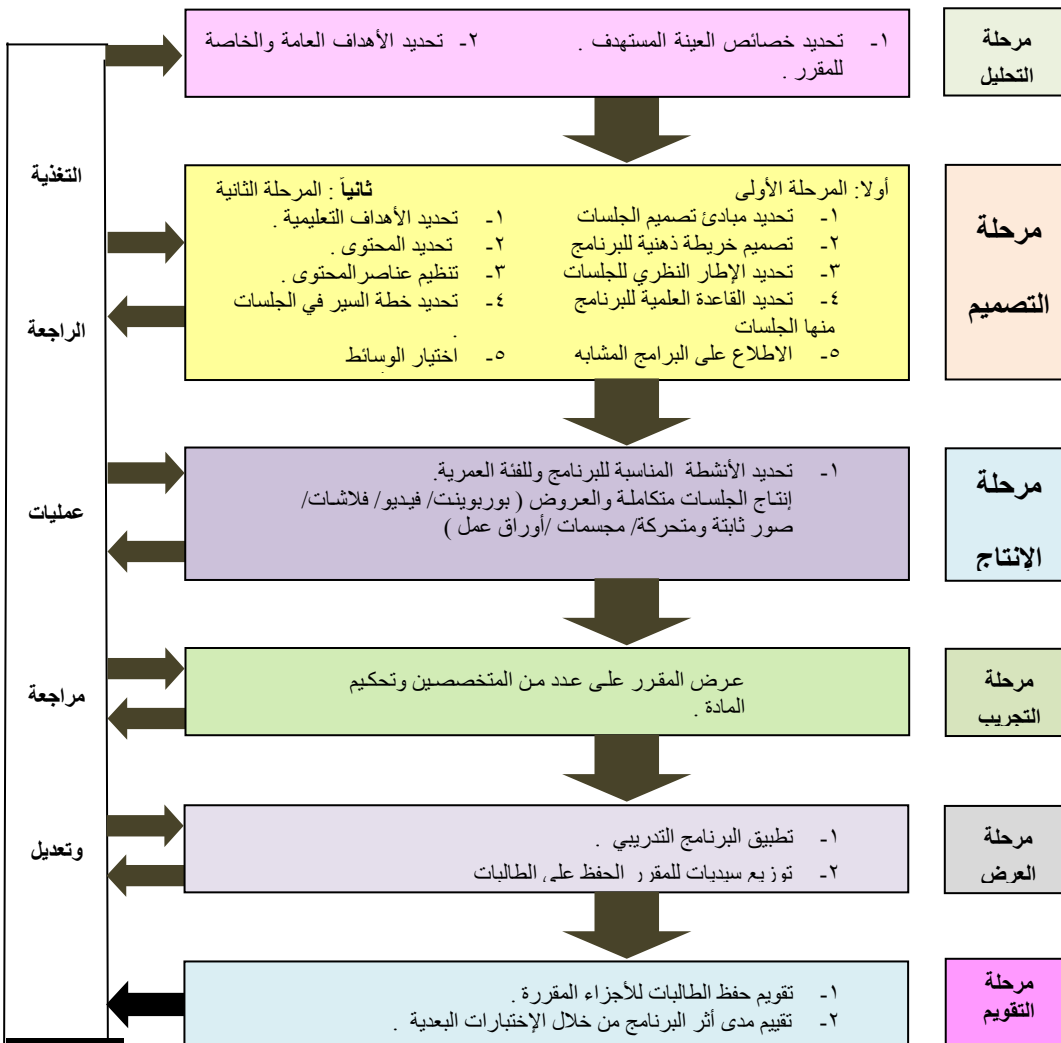 مرحلة
التحليل
١- تحديد خصائص العينة المستهدف . ٢- تحديد الأهداف العامة والخاصة
للمقرر .
مرحلة
التصميم
أولا: المرحلة الأولى
١- تحديد مبادئ تصميم الجلسات
٢- تصميم خريطة ذهنية للبرنامج
٣- تحديد الإطار النظري للجلسات
٤- تحديد القاعدة العلمية للبرنامج
منها الجلسات
٥- الاطلاع على البرامج المشابه
ثانياً : المرحلة الثانية
١- تحديد الأهداف التعليمية .
٢- تحديد المحتوى .
٣- تنظيم عناصرالمحتوى .
٤- تحديد خطة السير في الجلسات
.
٥- اختيار الوسائط
مرحلة
الإنتاج
١- تحديد الأنشطة المناسبة للبرنامج وللفئة العمرية.
إنتاج الجلسات متكاملة والعروض ( بوربوينت/ فيديو/ فلاشات/
صور ثابتة ومتحركة/ مجسمات /أوراق عمل )
مرحلة
التجريب
عرض المقرر على عدد من المتخصصين وتحكيم
المادة .
مرحلة
العرض
١- تطبيق البرنامج التدريبي .
٢- توزيع سيديات للمقرر الحفظ على الطالبات
مرحلة
التقويم
١- تقويم حفظ الطالبات للأجزاء المقررة .
٢- تقييم مدى أثر البرنامج من خلال الإختبارات البعدية .
التغذية
الراجعة
عمليات
مراجعة
وتعديل